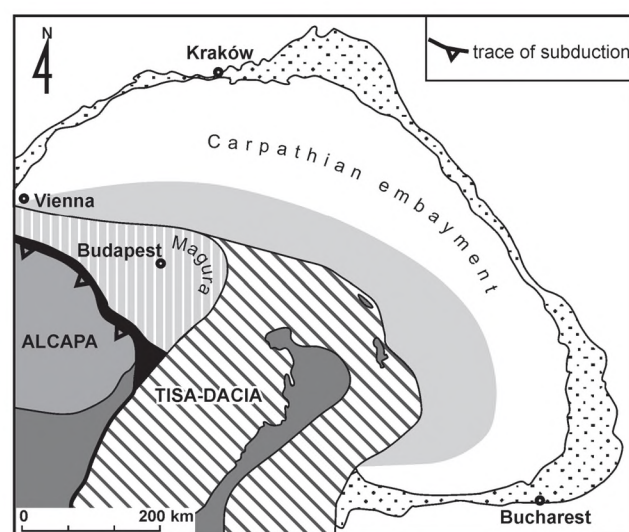 N
Kraków
trace of subduction
Carpathian embayment
Vienna
Budapest
Magura
ALCAPA
TISA-DACIA
0 200 km
Bucharest